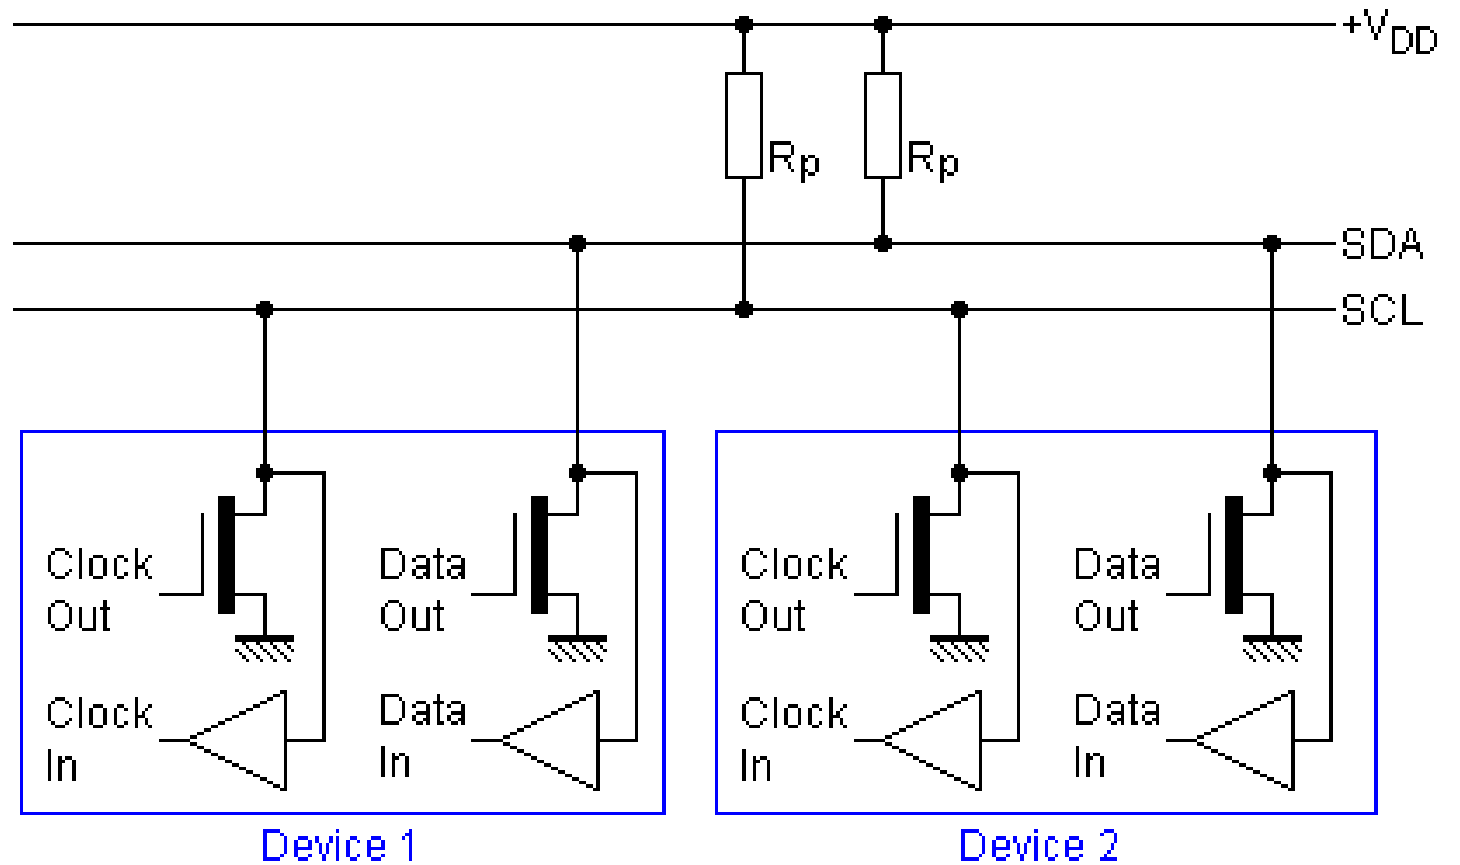 +VDD
Rp
Rp
SDA
SCL
Clock
Out
Data
Out
Clock
Out
Data
Out
Clock
In
Data
In
Clock
In
Data
In
Device 1
Device 2